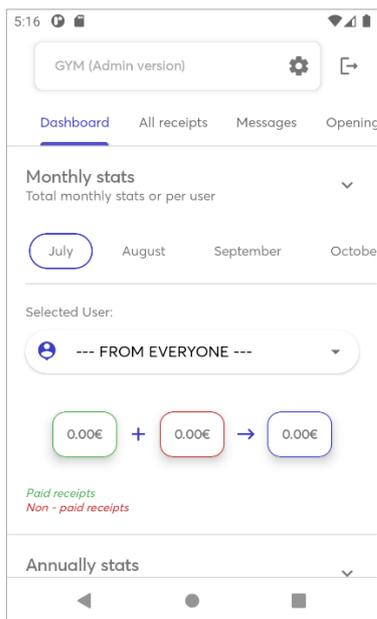 5:16
GYM (Admin version)
Dashboard All receipts Messages Opening
Monthly stats
Total monthly stats or per user
July August September Octobe
Selected User:
--- FROM EVERYONE ---
0.00€ + 0.00€ → 0.00€
Paid receipts
Non - paid receipts
Annually stats